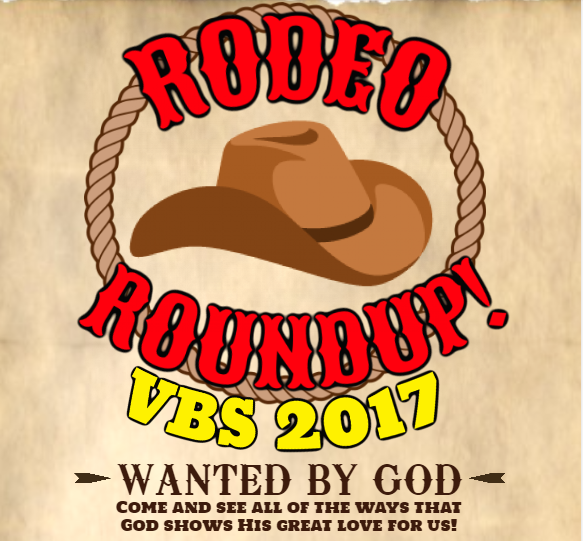 RODEO
ROUNDUP!
VBS 2017
WANTED BY GOD
COME AND SEE ALL OF THE WAYS THAT
GOD SHOWS HIS GREAT LOVE FOR US!